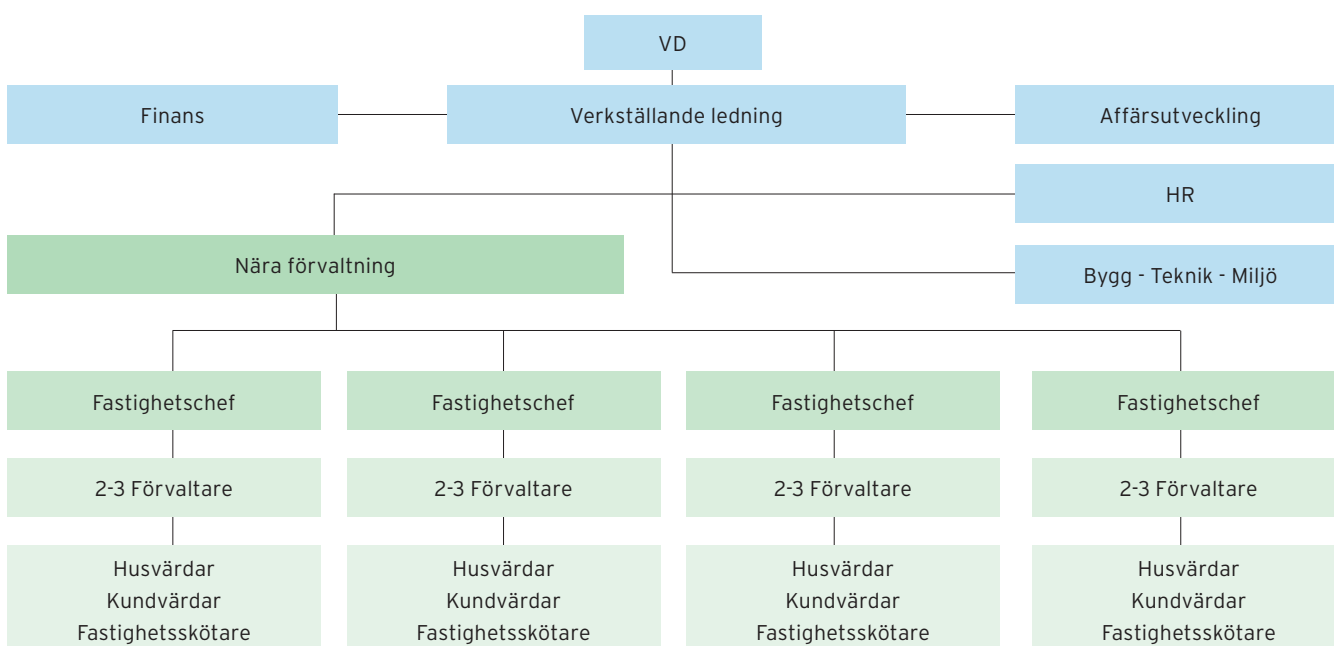 VD
Finans
Verkställande ledning
Affärsutveckling
HR
Nära förvaltning
Bygg - Teknik - Miljö
Fastighetschef
Fastighetschef
Fastighetschef
Fastighetschef
2-3 Förvaltare
2-3 Förvaltare
2-3 Förvaltare
2-3 Förvaltare
Husvärdar
Kundvärdar
Fastighetsskötare
Husvärdar
Kundvärdar
Fastighetsskötare
Husvärdar
Kundvärdar
Fastighetsskötare
Husvärdar
Kundvärdar
Fastighetsskötare